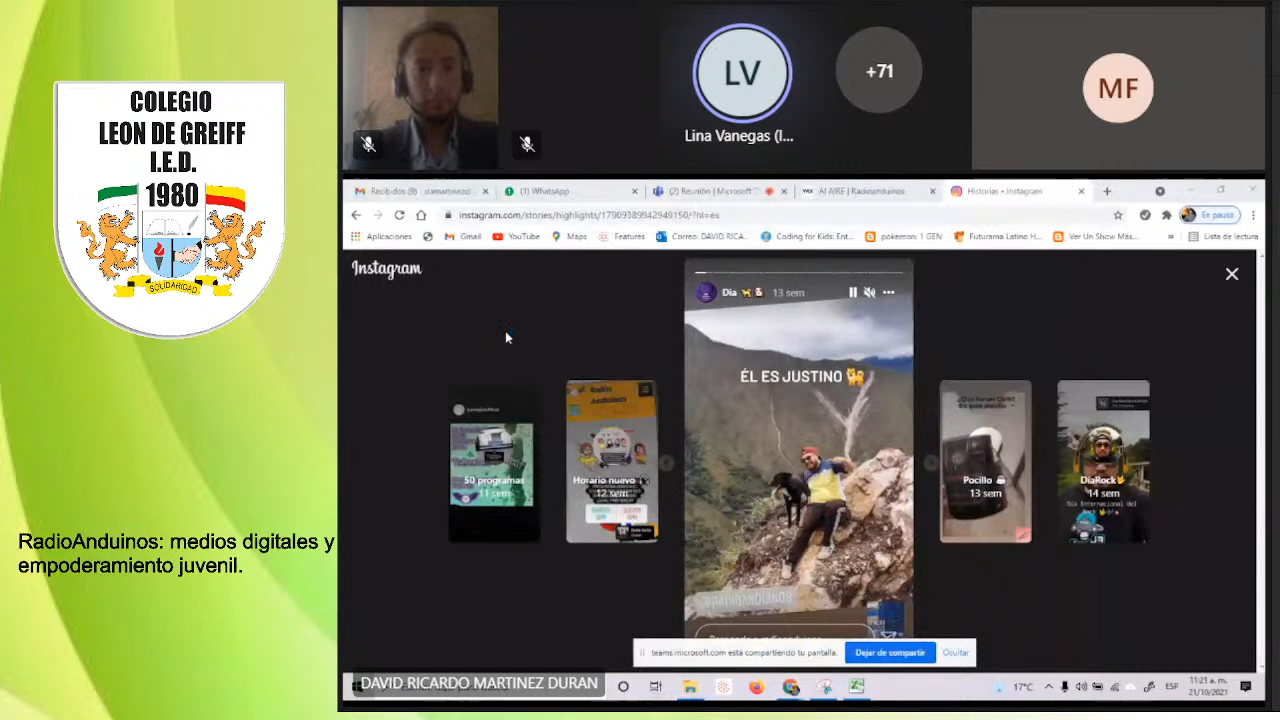 COLEGIO
LEON DE GREIFF
I.E.D.
1980
SOLIDARIDAD
RadioAnduinos: medios digitales y
empoderamiento juvenil.
LV
+71
MF
Lina Vanegas (I...
(1) WhatsApp
(2) Reunión | Microsoft
Al AIRE | Radioanduinos
Historias • Instagram
instagram.com/stories/highlights/17909389942949150/?hl=es
En pausa
Aplicaciones
Gmail
YouTube
Maps
Features
Correo: DAVID RICA...
Coding for Kids: Ent...
pokemon: 1 GEN
Futurama Latino H...
Ver Un Show Más...
»
Lista de lectura
Instagram
Dia 13 sem
ÉL ES JUSTINO
50 programas
11 sem
Horario nuevo
12 sem
Pocillo
13 sem
DíaRock
14 sem
Día Internacional del
teams.microsoft.com está compartiendo tu pantalla.
Dejar de compartir
Ocultar
DAVID RICARDO MARTINEZ DURAN
17°C
ESP
11:21 a. m.
21/10/2021